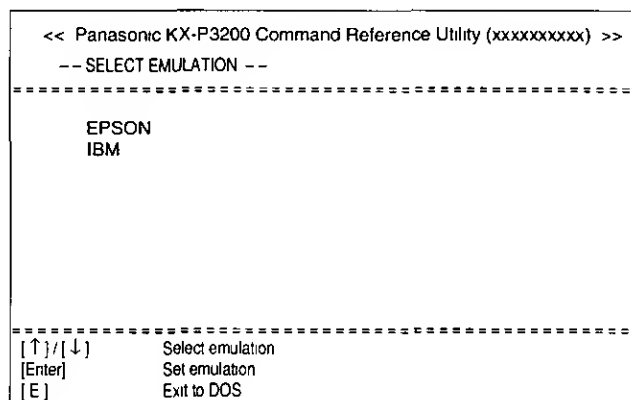 << Panasonic KX-P3200 Command Reference Utility (xxxxxxxxxx) >>
-- SELECT EMULATION --
EPSON
IBM
[↑]/[↓] Select emulation
[Enter] Set emulation
[E] Exit to DOS